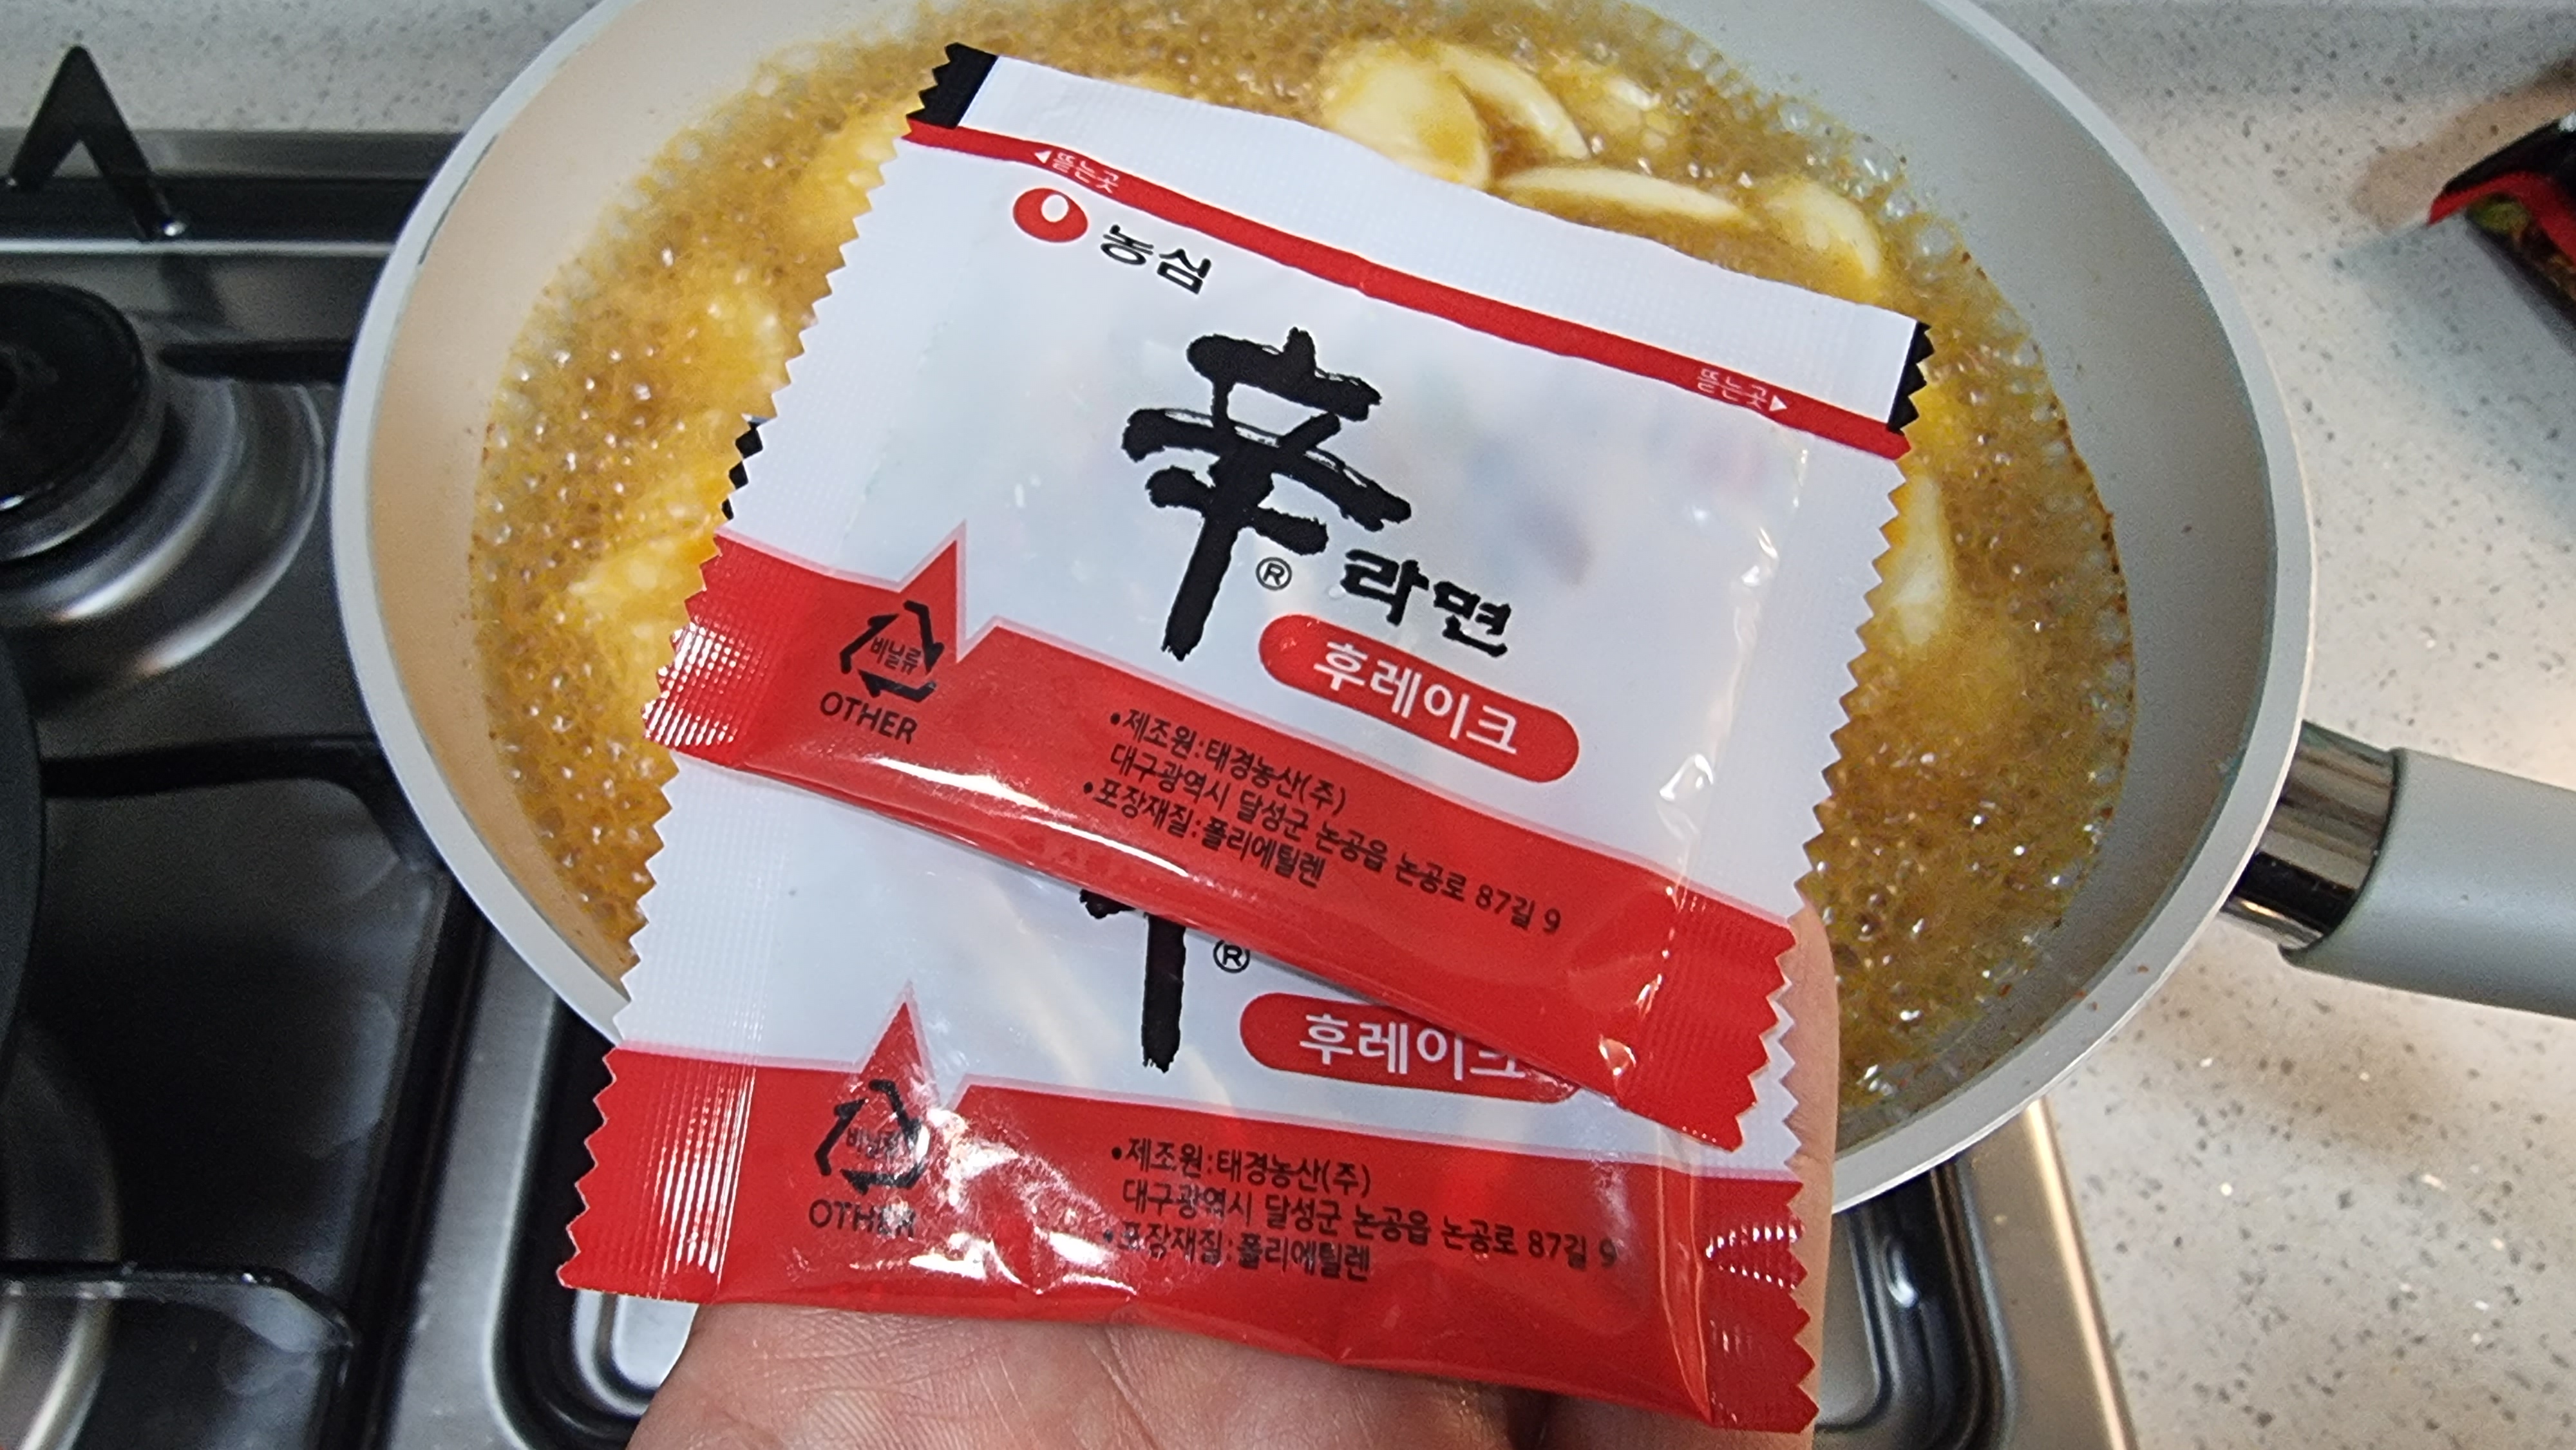 ◀뜯는곳
농심
뜯는곳▶
辛®라면
후레이크
비닐류
OTHER
•제조원:태경농산(주)
대구광역시 달성군 논공읍 논공로 87길 9
•포장재질:폴리에틸렌
®
후레이크
비닐류
OTHER
•제조원:태경농산(주)
대구광역시 달성군 논공읍 논공로 87길 9
•포장재질:폴리에틸렌